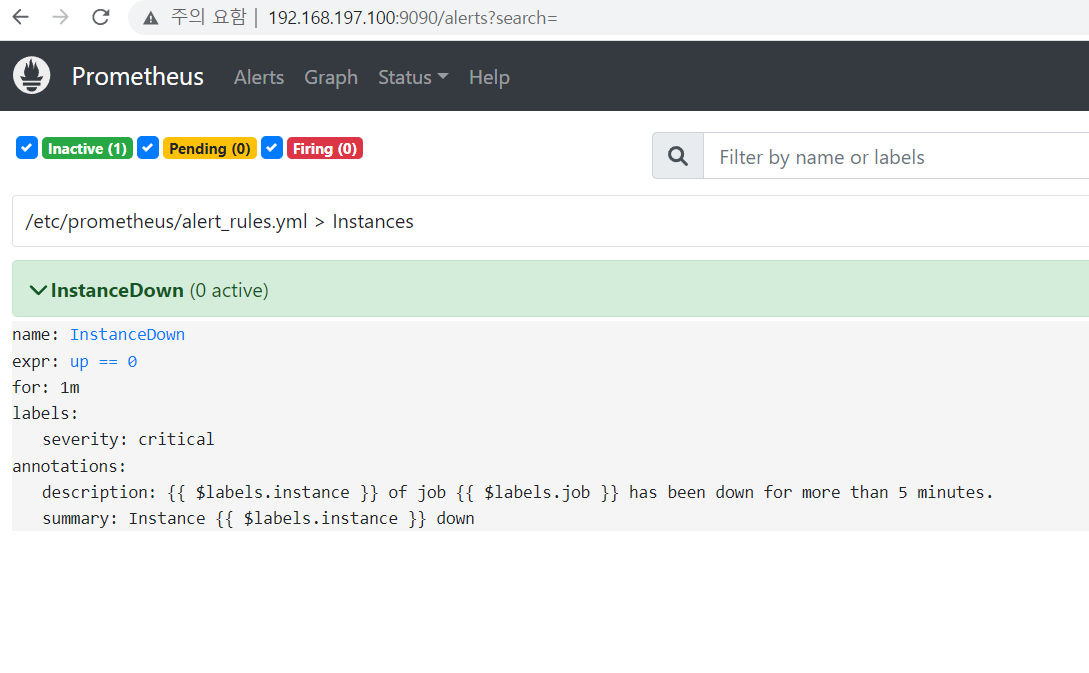 주의 요함 | 192.168.197.100:9090/alerts?search=
Prometheus Alerts Graph Status Help
Inactive (1) Pending (0) Firing (0)
Filter by name or labels
/etc/prometheus/alert_rules.yml > Instances
InstanceDown (0 active)
name: InstanceDown
expr: up == 0
for: 1m
labels:
severity: critical
annotations:
description: {{ $labels.instance }} of job {{ $labels.job }} has been down for more than 5 minutes.
summary: Instance {{ $labels.instance }} down